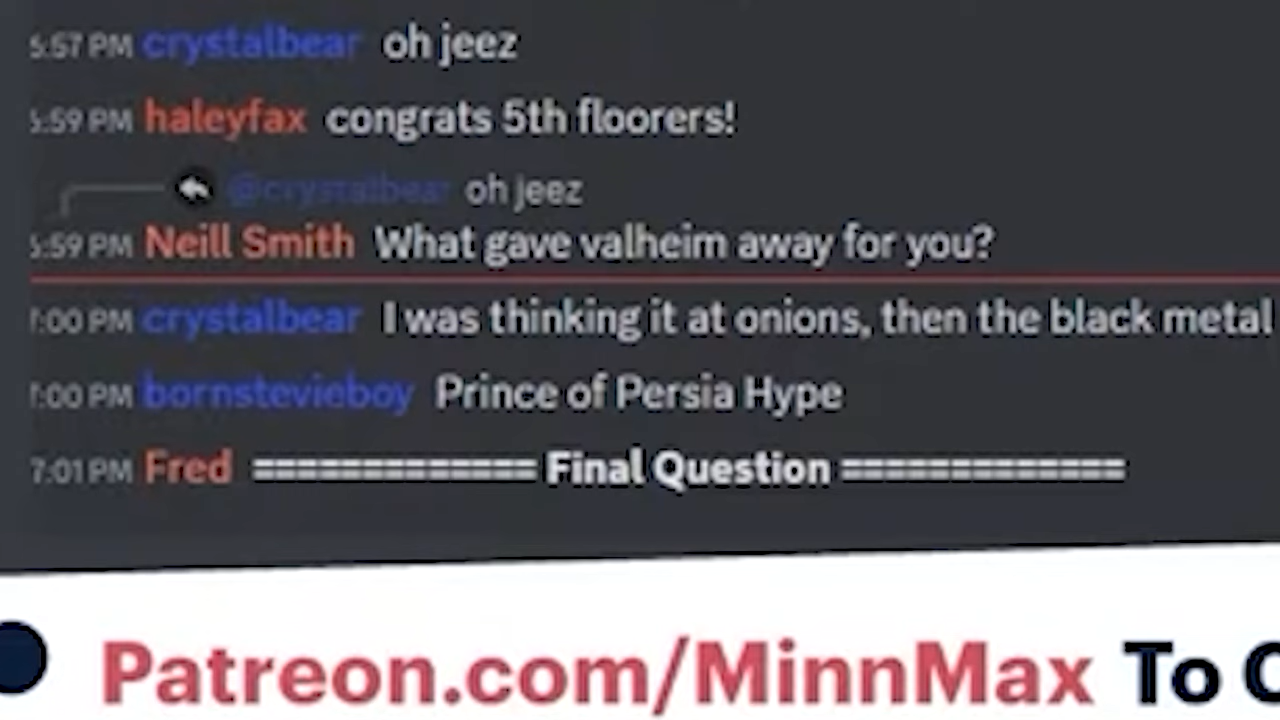 5:57 PM crystalbear oh jeez
5:59 PM haleyfax congrats 5th floorers!
@crystalbear oh jeez
5:59 PM Neill Smith What gave valheim away for you?
7:00 PM crystalbear I was thinking it at onions, then the black metal
7:00 PM bornstevieboy Prince of Persia Hype
7:01 PM Fred ============= Final Question =============
Patreon.com/MinnMax To